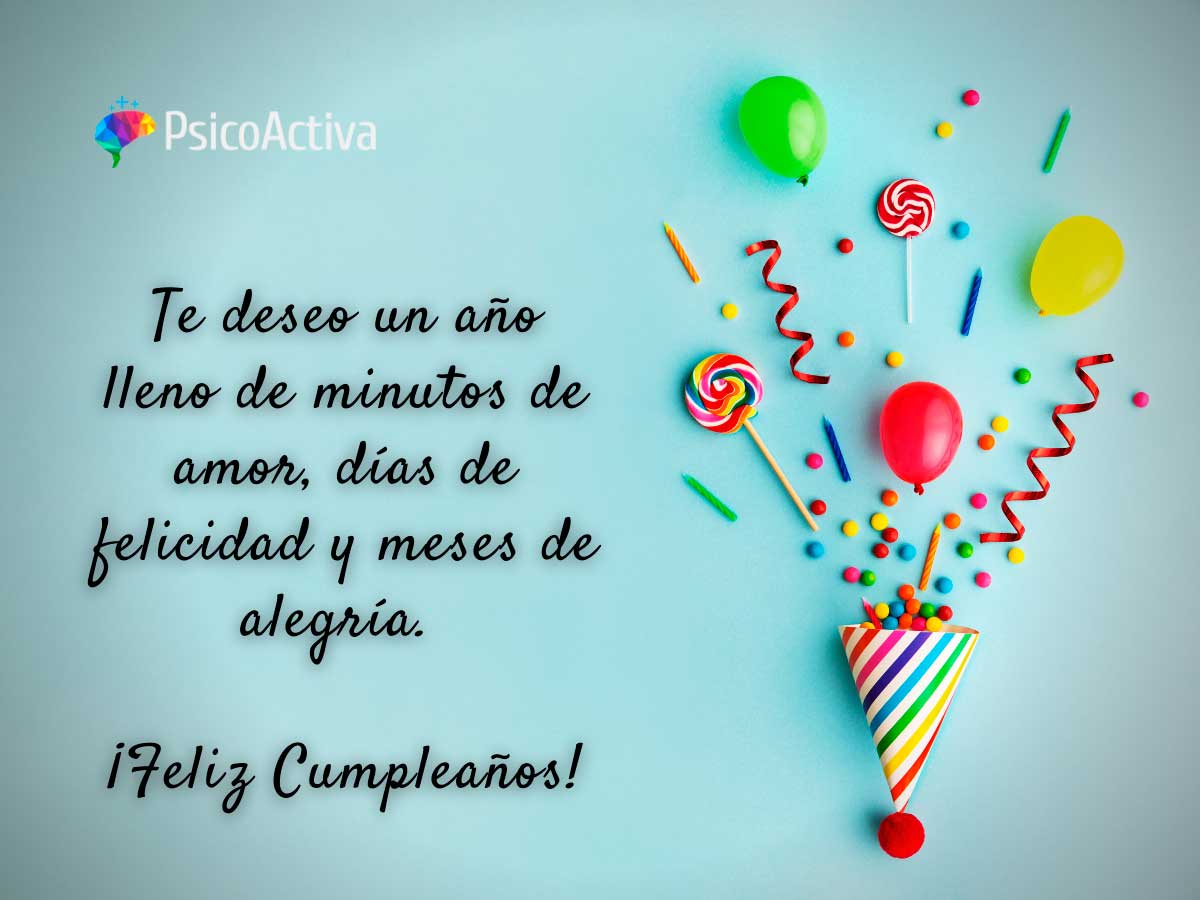 PsicoActiva
Te deseo un año
lleno de minutos de
amor, días de
felicidad y meses de
alegría.
¡Feliz Cumpleaños!